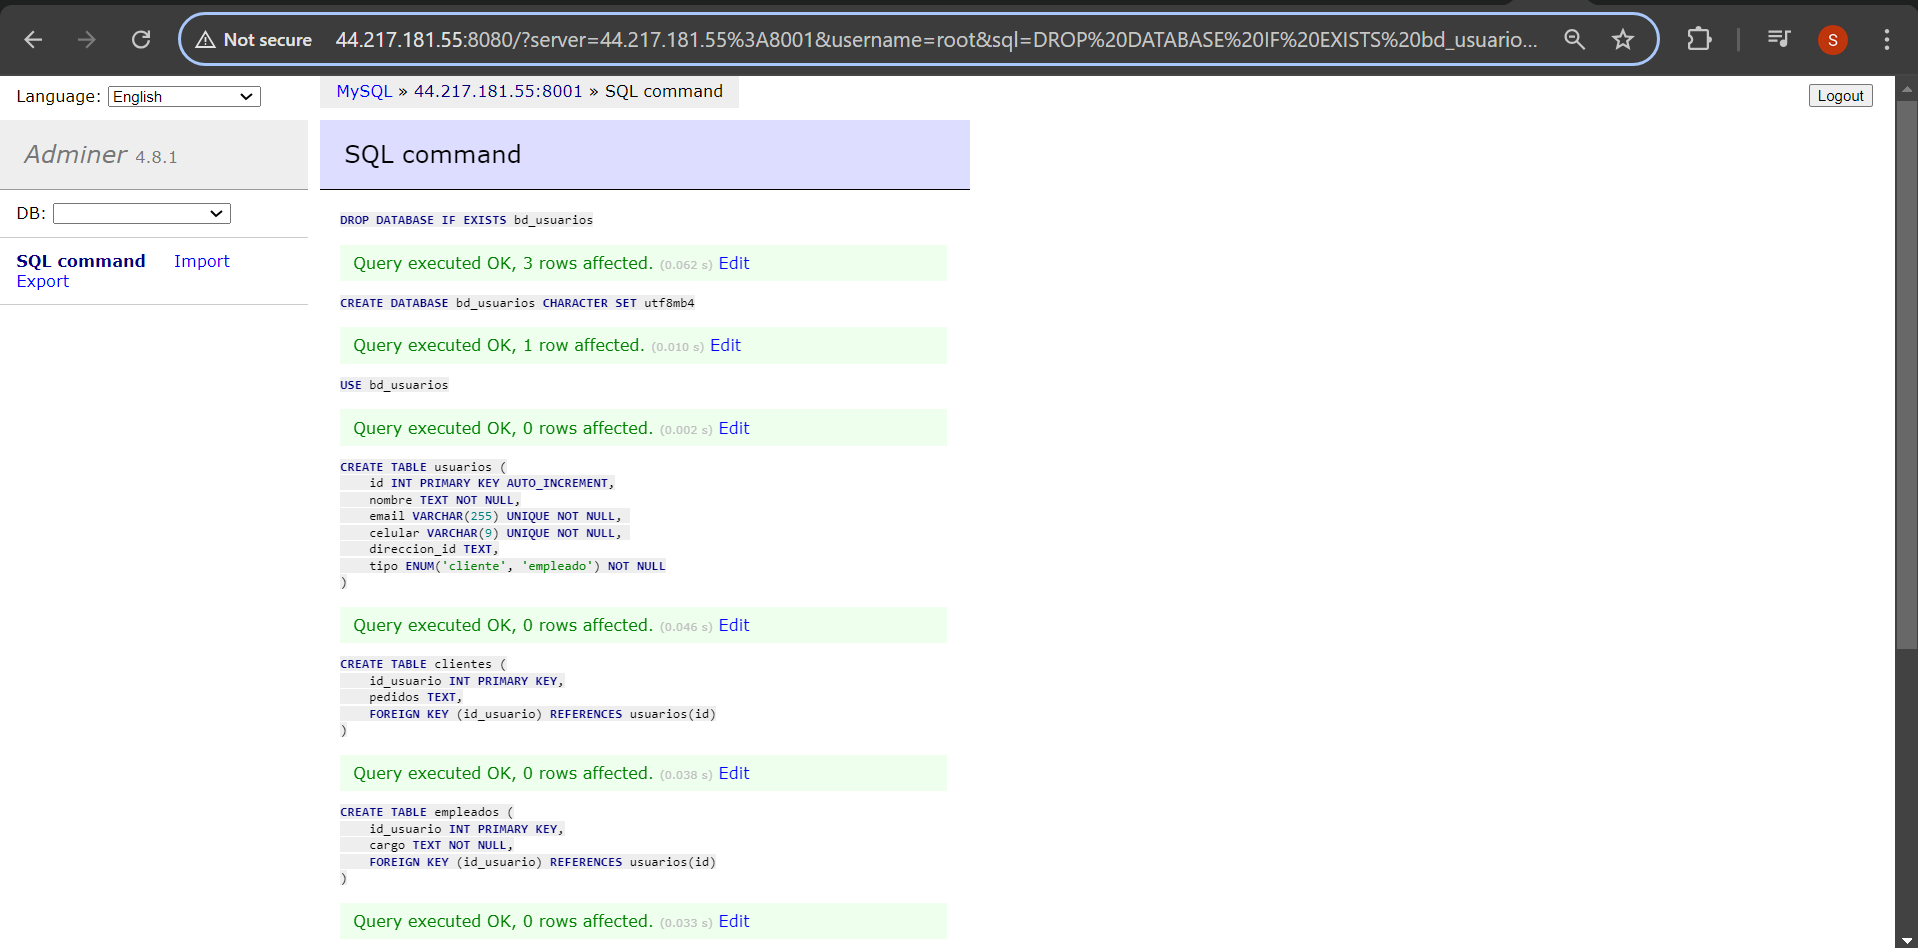 Not secure 44.217.181.55:8080/?server=44.217.181.55%3A8001&username=root&sql=DROP%20DATABASE%20IF%20EXISTS%20bd_usuario...
S
Language: English
MySQL » 44.217.181.55:8001 » SQL command
Logout
Adminer 4.8.1
SQL command
DB:
SQL command Import
Export
DROP DATABASE IF EXISTS bd_usuarios
Query executed OK, 3 rows affected. (0.062 s) Edit
CREATE DATABASE bd_usuarios CHARACTER SET utf8mb4
Query executed OK, 1 row affected. (0.010 s) Edit
USE bd_usuarios
Query executed OK, 0 rows affected. (0.002 s) Edit
CREATE TABLE usuarios (
id INT PRIMARY KEY AUTO_INCREMENT,
nombre TEXT NOT NULL,
email VARCHAR(255) UNIQUE NOT NULL,
celular VARCHAR(9) UNIQUE NOT NULL,
direccion_id TEXT,
tipo ENUM('cliente', 'empleado') NOT NULL
)
Query executed OK, 0 rows affected. (0.046 s) Edit
CREATE TABLE clientes (
id_usuario INT PRIMARY KEY,
pedidos TEXT,
FOREIGN KEY (id_usuario) REFERENCES usuarios(id)
)
Query executed OK, 0 rows affected. (0.038 s) Edit
CREATE TABLE empleados (
id_usuario INT PRIMARY KEY,
cargo TEXT NOT NULL,
FOREIGN KEY (id_usuario) REFERENCES usuarios(id)
)
Query executed OK, 0 rows affected. (0.033 s) Edit